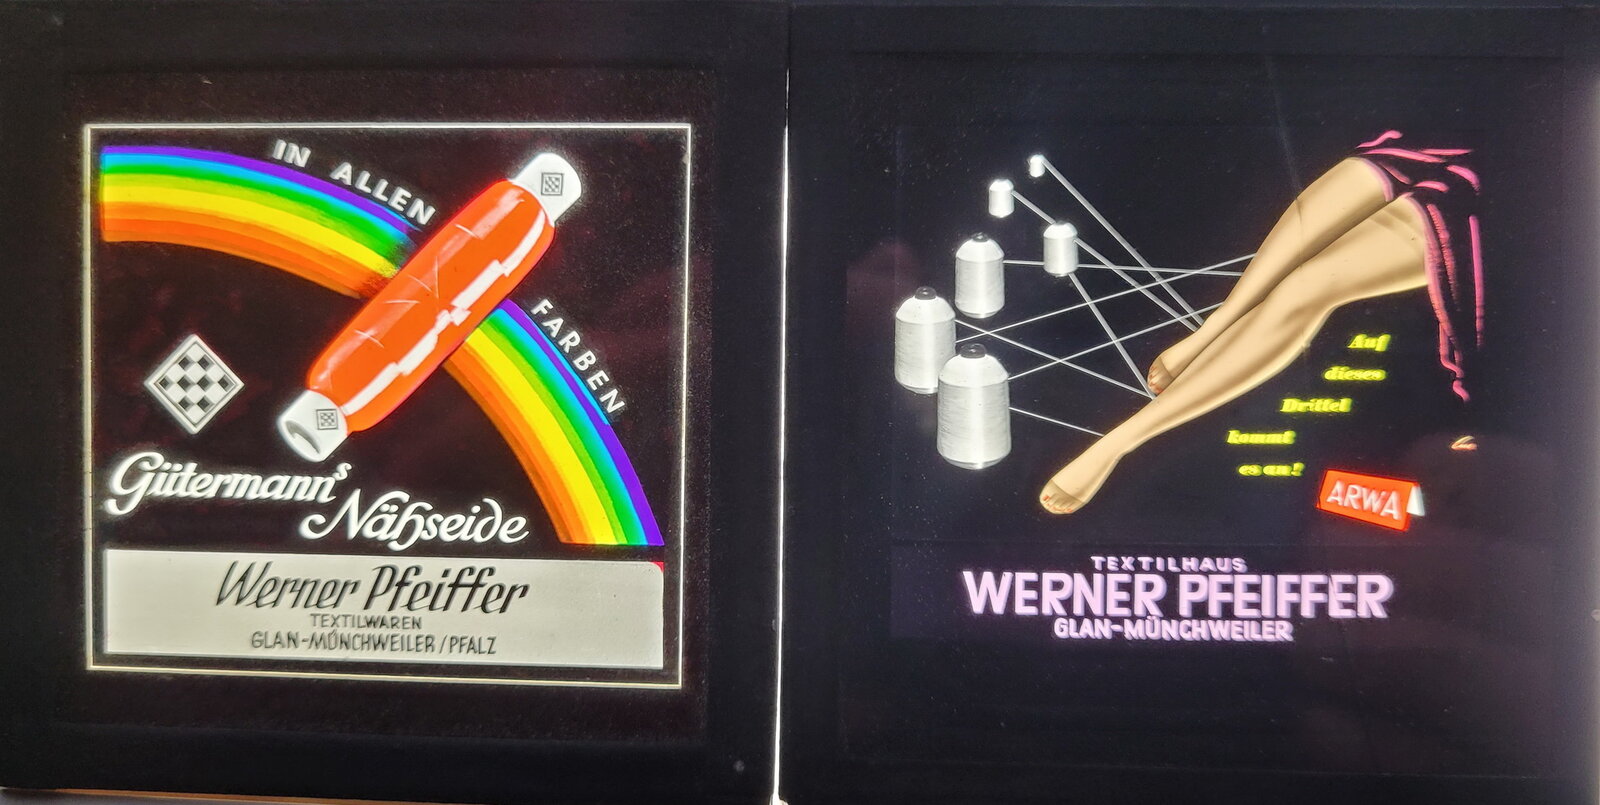 IN ALLEN
FARBEN
Gütermann's
Nähseide
Werner Pfeiffer
TEXTILWAREN
GLAN-MÜNCHWEILER/PFALZ
Auf
dieses
Drittel
kommt
es an!
ARWA
TEXTILHAUS
WERNER PFEIFFER
GLAN-MÜNCHWEILER